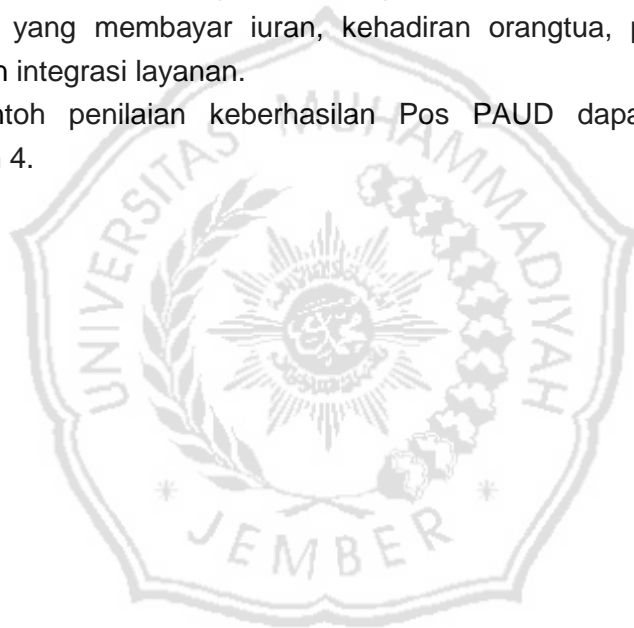 yang membayar iuran, kehadiran orangtua, p
n integrasi layanan.
ntoh penilaian keberhasilan Pos PAUD dapa
4.
UNIVERSITAS MUHAMMADIYAH
JEMBER